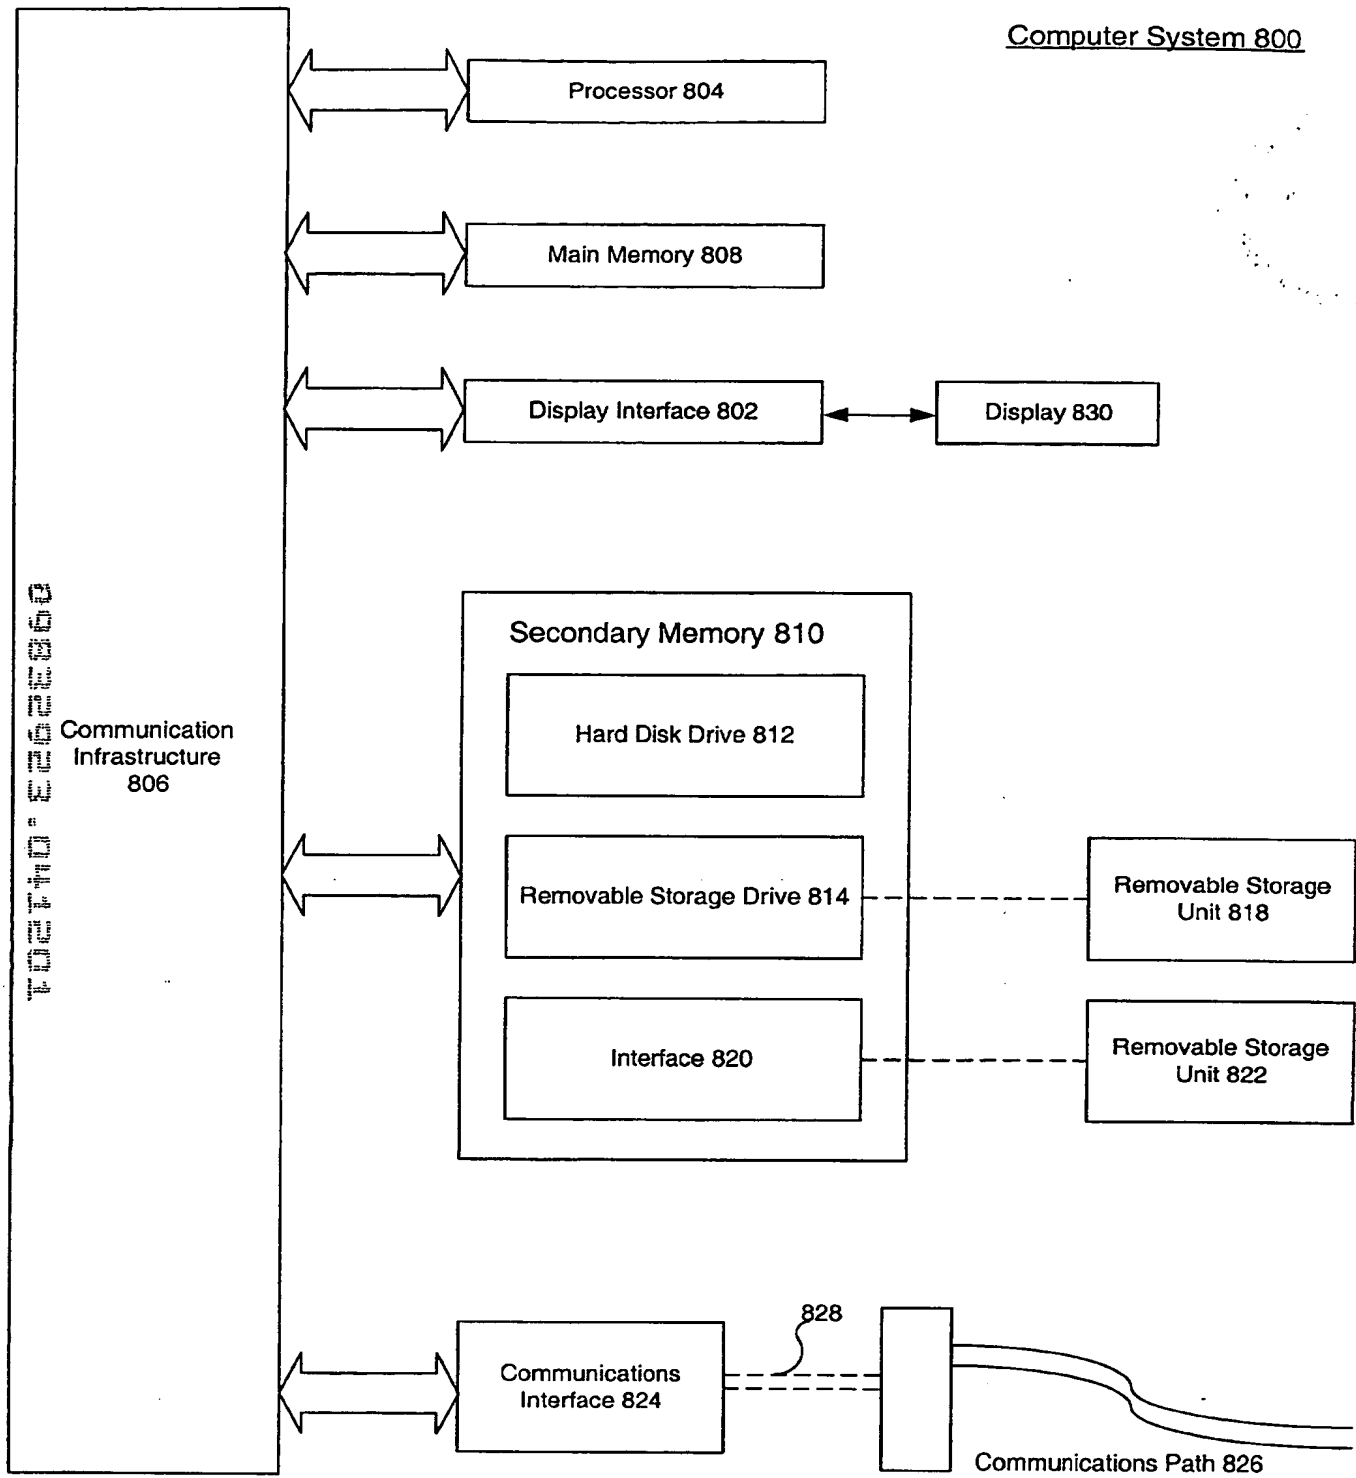 Computer System 800
Processor 804
Main Memory 808
Display Interface 802
Display 830
Secondary Memory 810
Hard Disk Drive 812
Communication
Infrastructure
806
Removable Storage Drive 814
Removable Storage
Unit 818
Interface 820
Removable Storage
Unit 822
09832623.041201
828
Communications
Interface 824
Communications Path 826